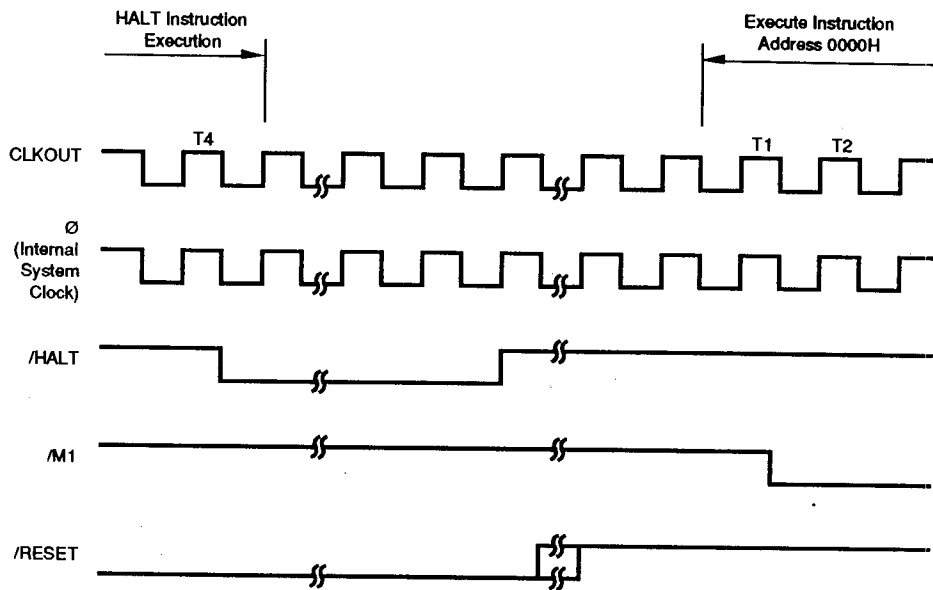 HALT Instruction
Execution
Execute Instruction
Address 0000H
T4
T1
T2
CLKOUT
Ø
(Internal
System
Clock)
/HALT
/M1
/RESET